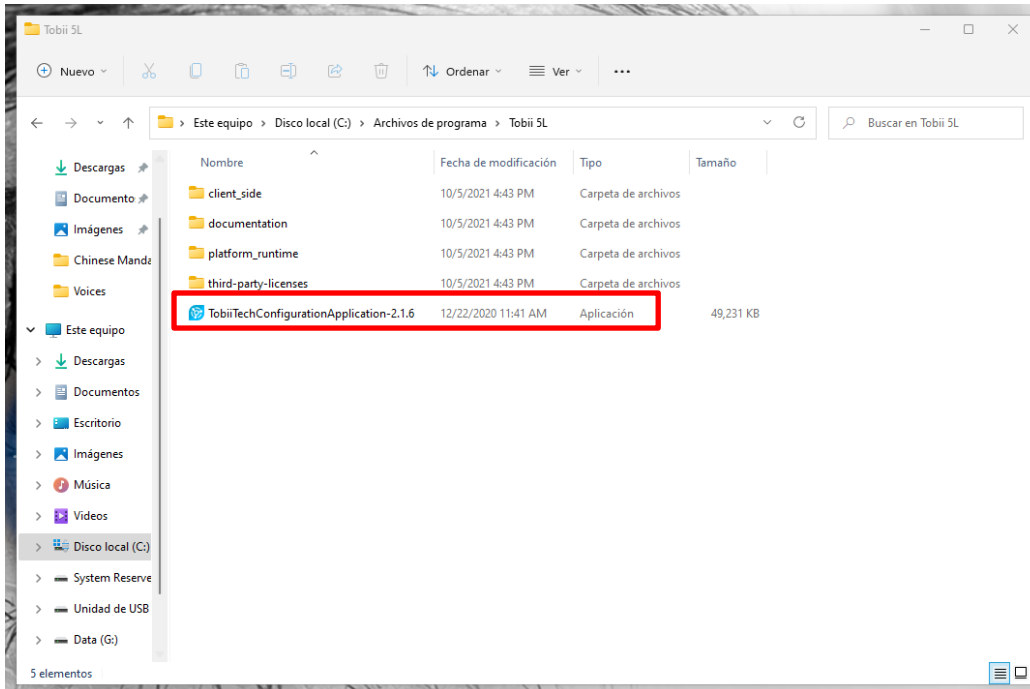 Tobii 5L
Nuevo
Ordenar
Ver
Este equipo > Disco local (C:) > Archivos de programa > Tobii 5L
Buscar en Tobii 5L
Nombre Fecha de modificación Tipo Tamaño
client_side 10/5/2021 4:43 PM Carpeta de archivos
documentation 10/5/2021 4:43 PM Carpeta de archivos
platform_runtime 10/5/2021 4:43 PM Carpeta de archivos
third-party-licenses 10/5/2021 4:43 PM Carpeta de archivos
TobiiTechConfigurationApplication-2.1.6 12/22/2020 11:41 AM Aplicación 49,231 KB
Descargas
Documento
Imágenes
Chinese Manda
Voices
Este equipo
Descargas
Documentos
Escritorio
Imágenes
Música
Videos
Disco local (C:)
System Reserve
Unidad de USB
Data (G:)
5 elementos